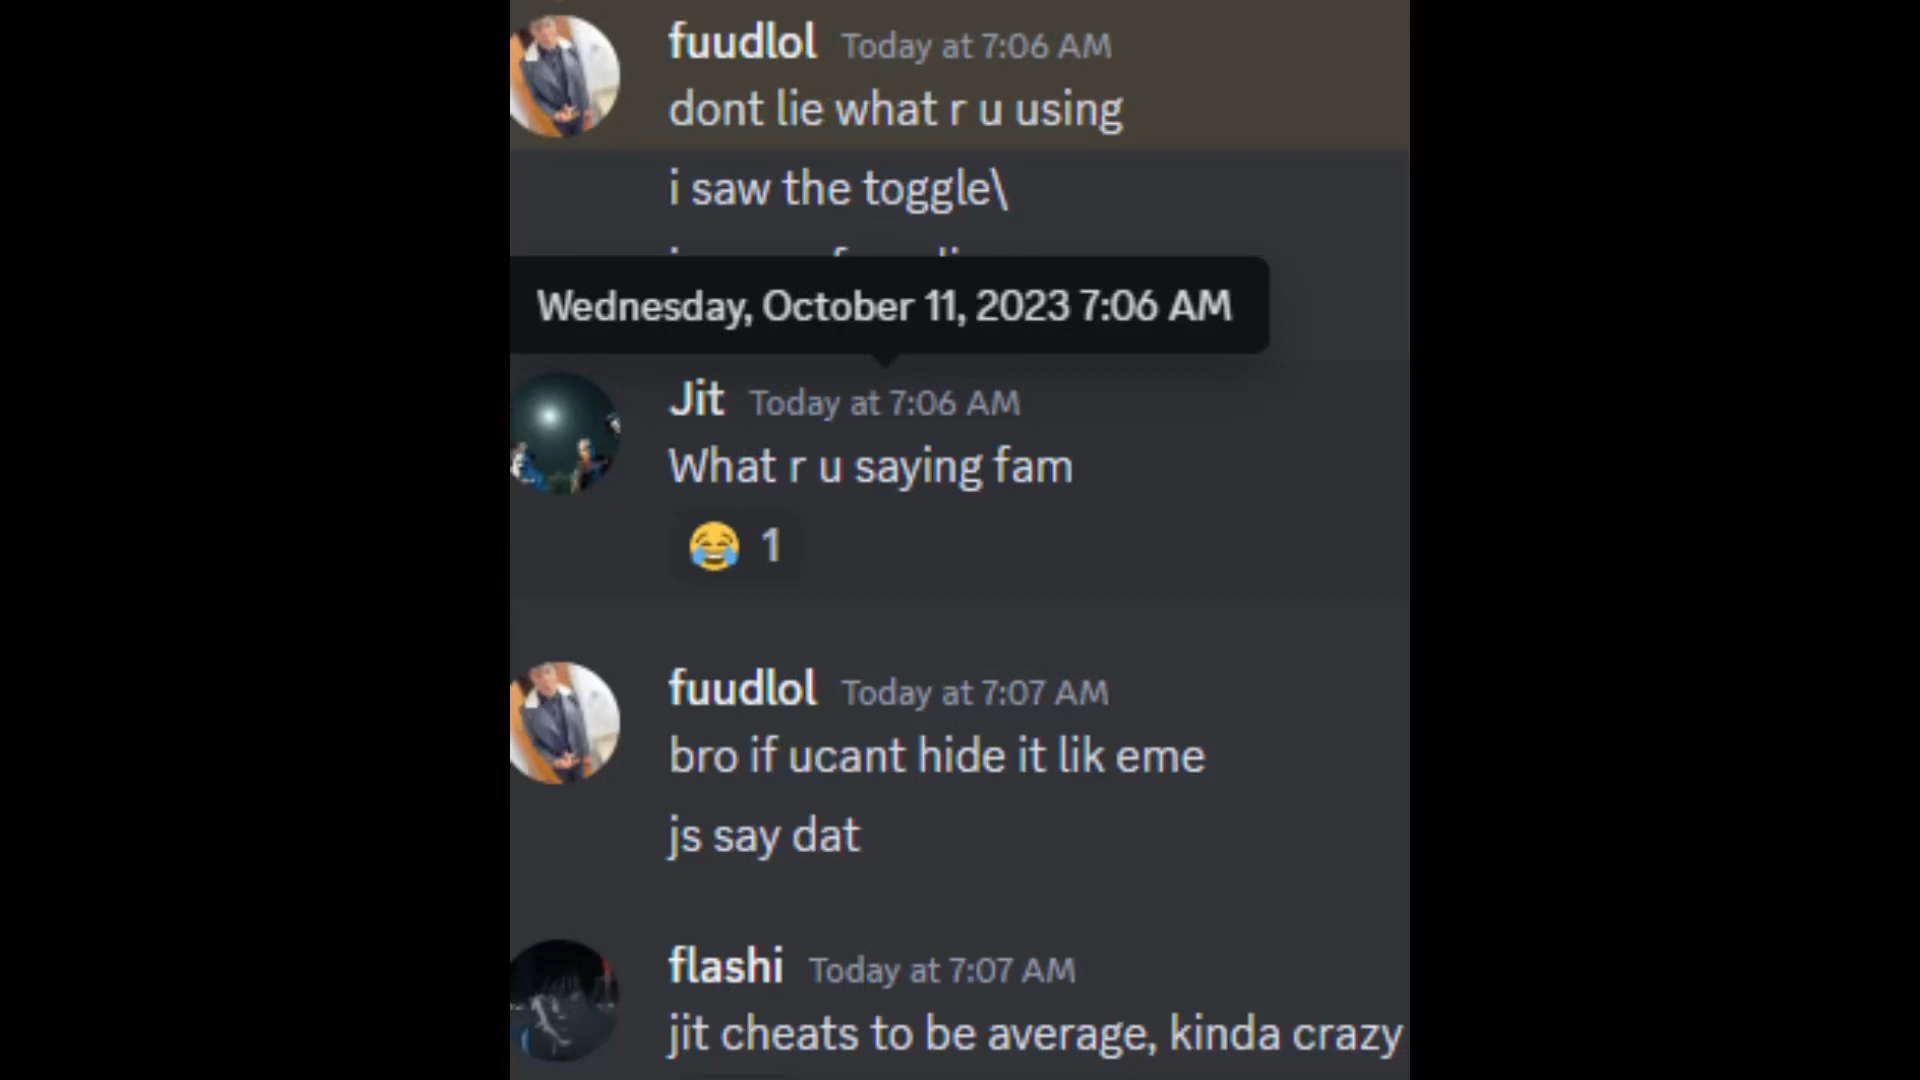 fuudlol Today at 7:06 AM
dont lie what r u using
i saw the toggle\
Wednesday, October 11, 2023 7:06 AM
Jit Today at 7:06 AM
What r u saying fam
😂 1
fuudlol Today at 7:07 AM
bro if ucant hide it lik eme
js say dat
flashi Today at 7:07 AM
jit cheats to be average, kinda crazy